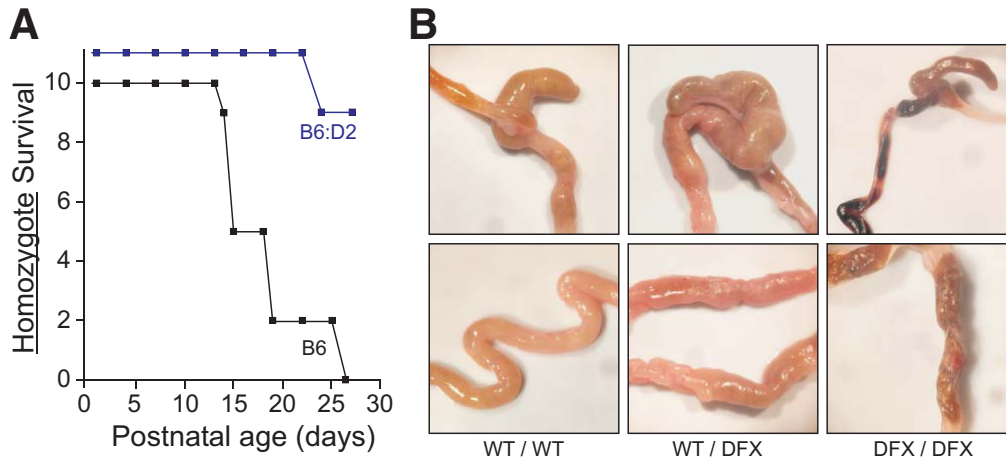 A
B
Homozygote Survival
10
8
6
4
2
0
B6:D2
B6
0 5 10 15 20 25 30
Postnatal age (days)
WT / WT
WT / DFX
DFX / DFX